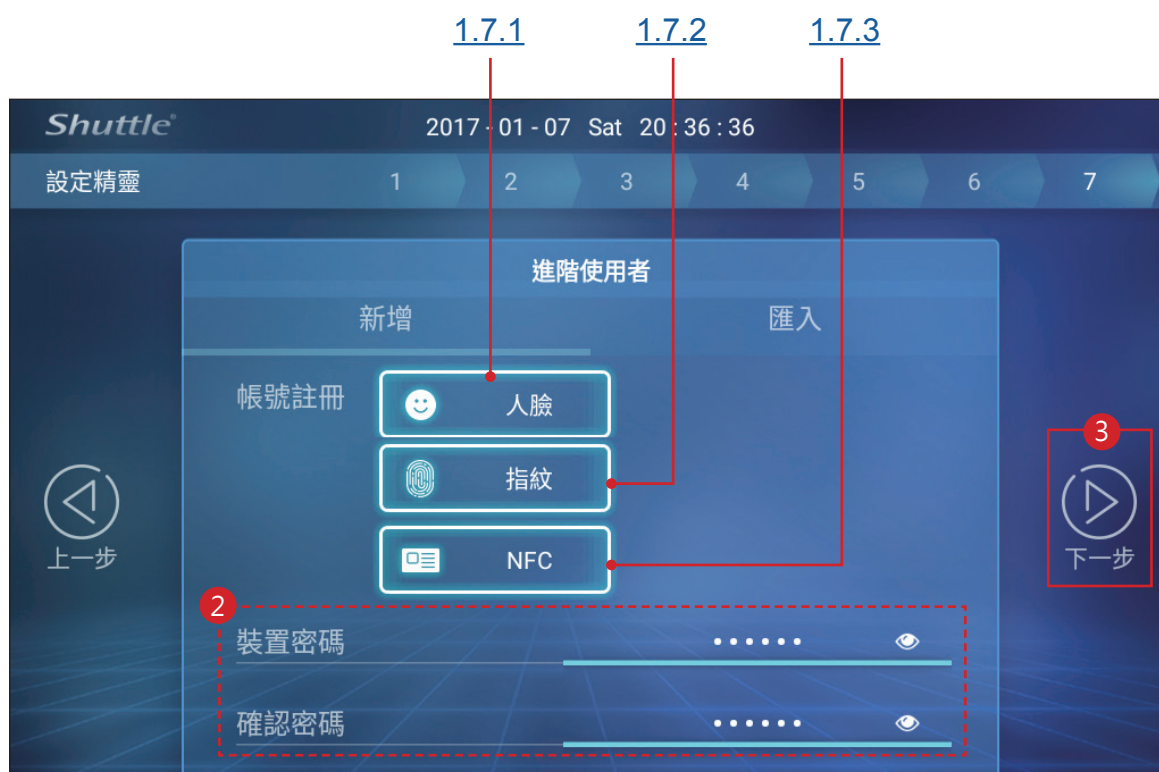 1.7.1 1.7.2 1.7.3
Shuttle® 2017 - 01 - 07 Sat 20 : 36 : 36
設定精靈 1 2 3 4 5 6 7
進階使用者
新增 匯入
帳號註冊 人臉
指紋
NFC
上一步
3
下一步
2
裝置密碼 ••••••
確認密碼 ••••••